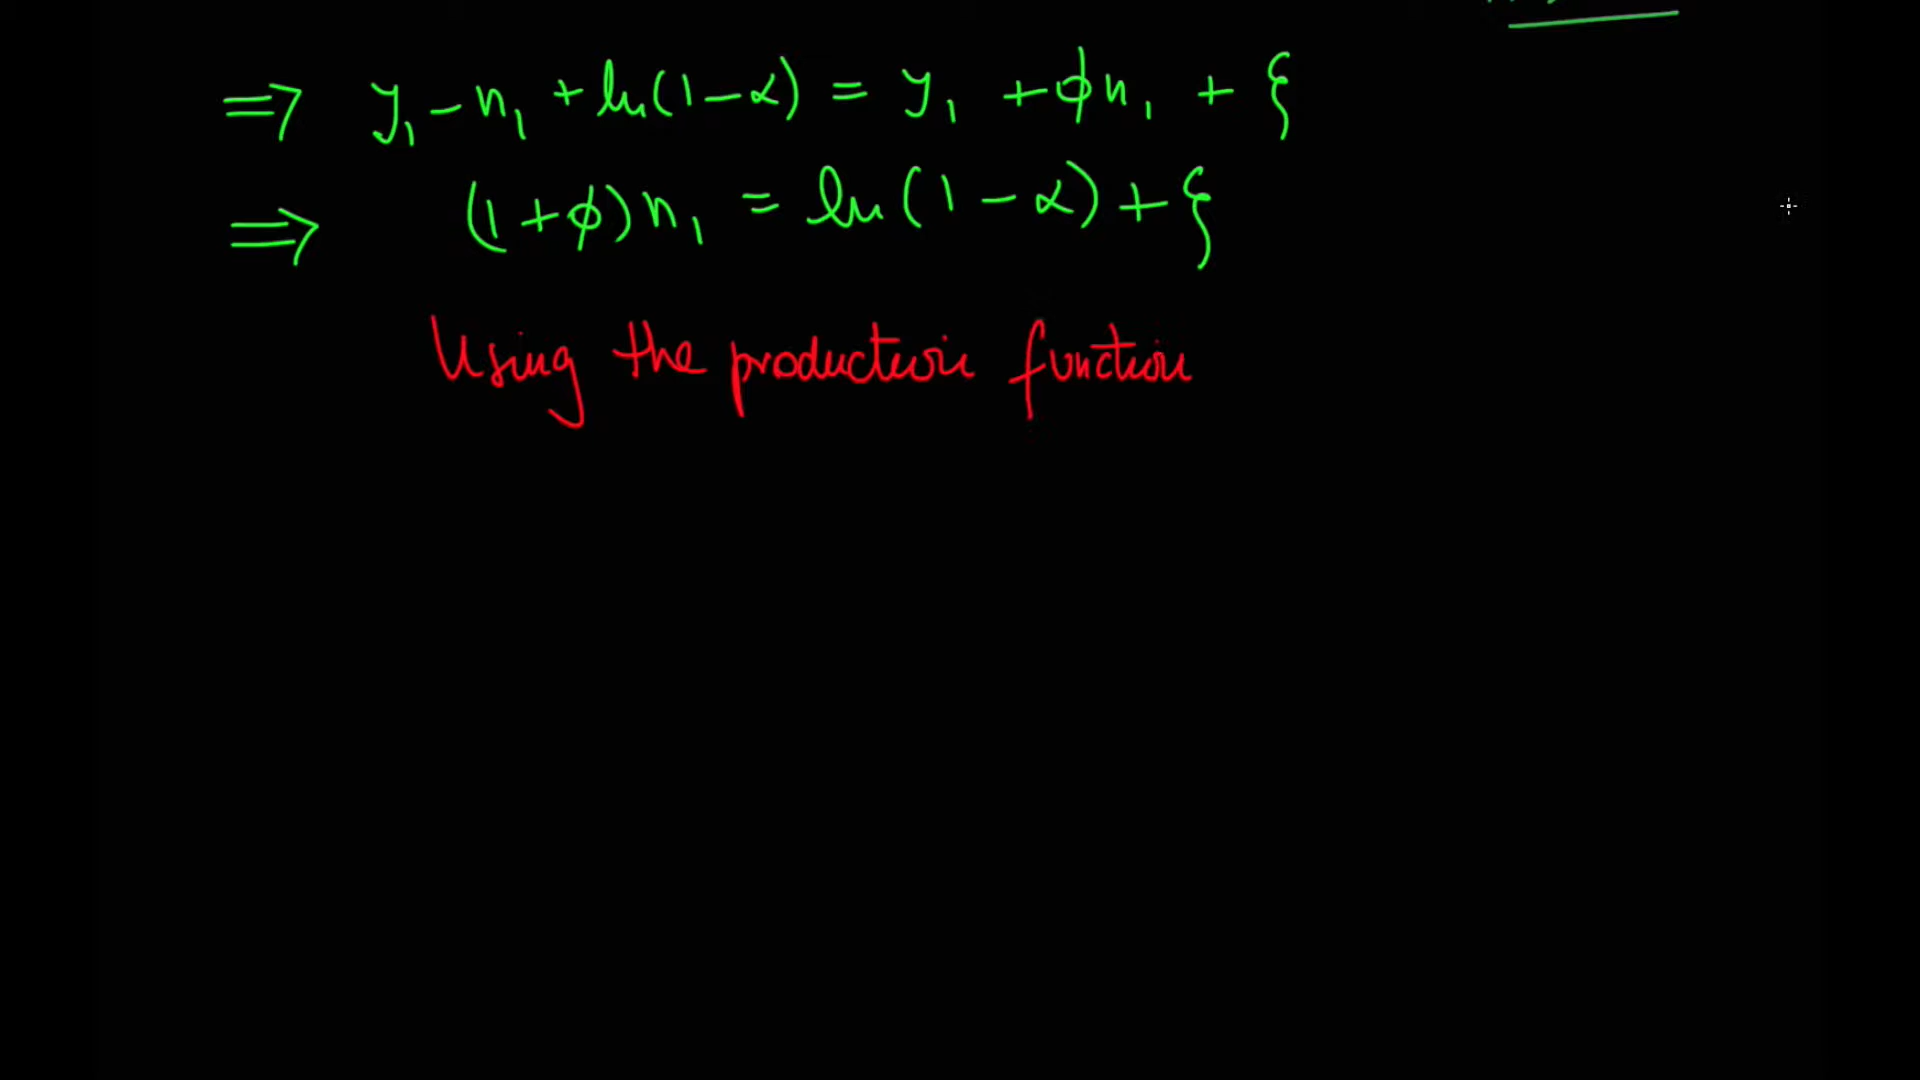 ⇒ y₁ − n₁ + ln(1−α) = y₁ + ϕn₁ + ξ
⇒ (1+ϕ)n₁ = ln(1−α) + ξ
Using the production function